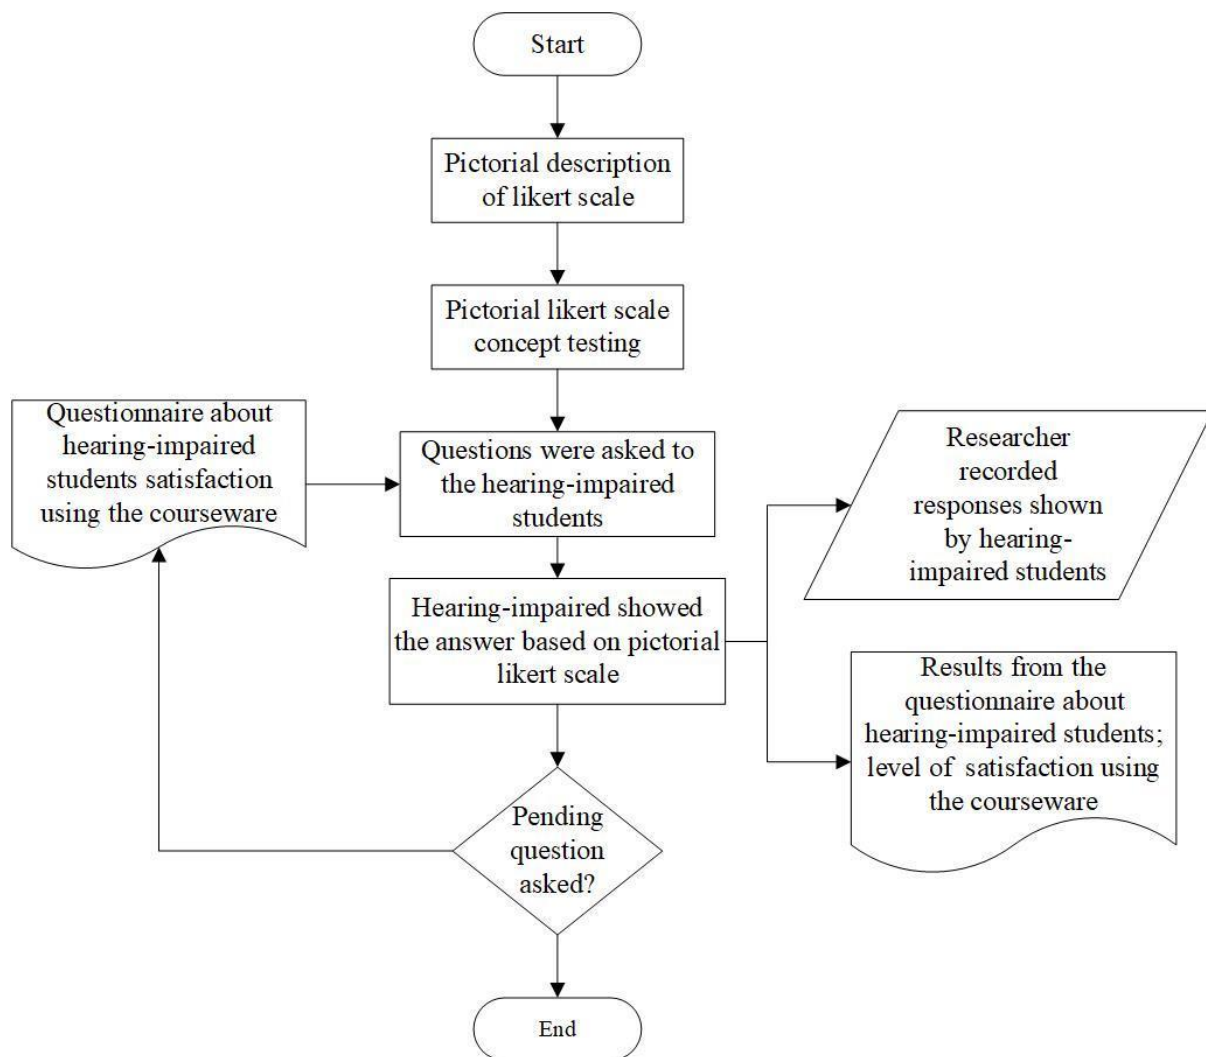 Start
Pictorial description
of likert scale
Pictorial likert scale
concept testing
Questionnaire about
hearing-impaired
students satisfaction
using the courseware
Questions were asked to
the hearing-impaired
students
Researcher
recorded
responses shown
by hearing-
impaired students
Hearing-impaired showed
the answer based on pictorial
likert scale
Results from the
questionnaire about
hearing-impaired students;
level of satisfaction using
the courseware
Pending
question
asked?
End